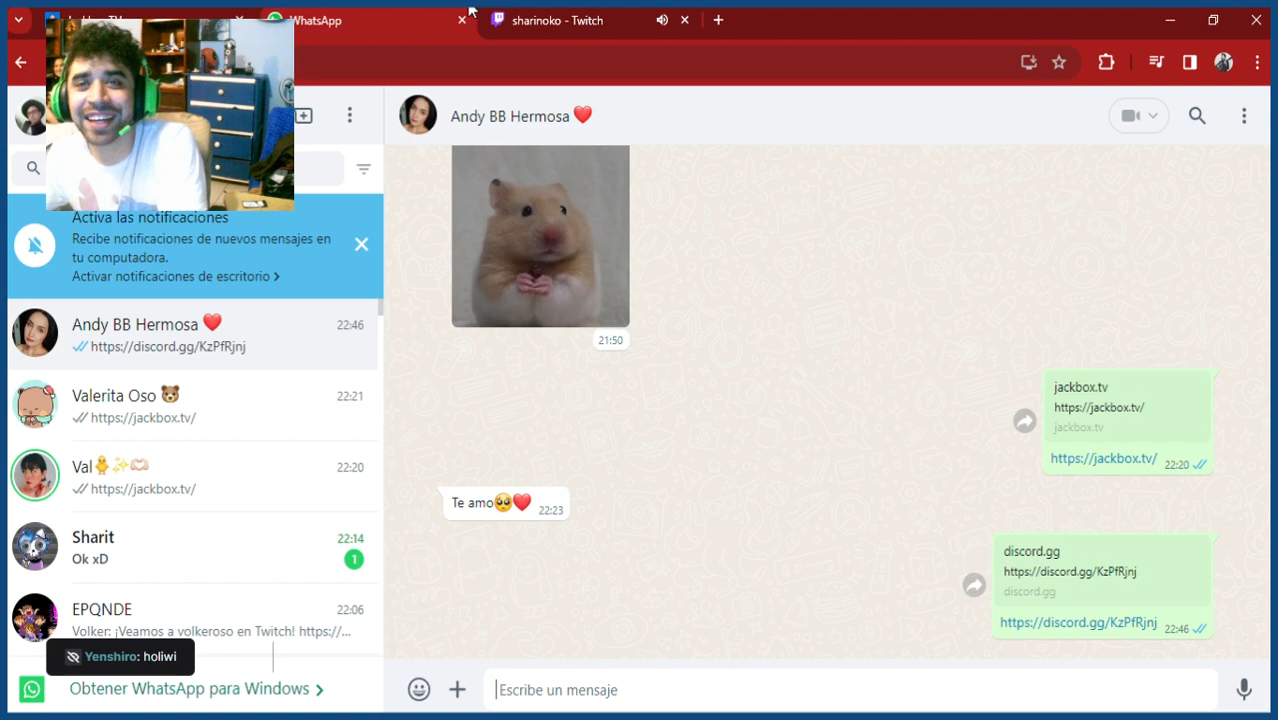 WhatsApp
sharinoko - Twitch
Andy BB Hermosa ❤️
Activa las notificaciones
Recibe notificaciones de nuevos mensajes en
tu computadora.
Activar notificaciones de escritorio >
Andy BB Hermosa ❤️ 22:46
https://discord.gg/KzPfRjnj
Valerita Oso 🐻 22:21
https://jackbox.tv/
Val🐥✨🫶🏻 22:20
https://jackbox.tv/
Sharit 22:14
Ok xD 1
EPQNDE 22:06
Volker: ¡Veamos a volkeroso en Twitch! https://...
Yenshiro: holiwi
Obtener WhatsApp para Windows >
21:50
jackbox.tv
https://jackbox.tv/
jackbox.tv
https://jackbox.tv/ 22:20
Te amo🥺❤️ 22:23
discord.gg
https://discord.gg/KzPfRjnj
discord.gg
https://discord.gg/KzPfRjnj 22:46
Escribe un mensaje